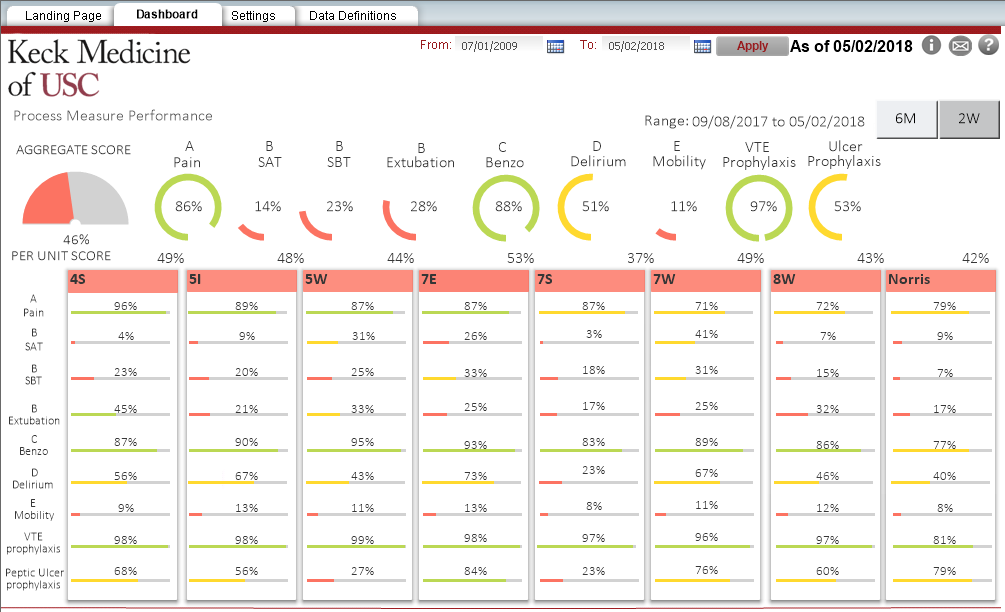 Landing Page Dashboard Settings Data Definitions
Keck Medicine
of USC
From: 07/01/2009 To: 05/02/2018 Apply As of 05/02/2018 i ?
Process Measure Performance
Range: 09/08/2017 to 05/02/2018 6M 2W
AGGREGATE SCORE
A B B B C D E VTE Ulcer
Pain SAT SBT Extubation Benzo Delirium Mobility Prophylaxis Prophylaxis
86% 14% 23% 28% 88% 51% 11% 97% 53%
46%
PER UNIT SCORE 49% 48% 44% 53% 37% 49% 43% 42%
4S 5I 5W 7E 7S 7W 8W Norris
A
Pain 96% 89% 87% 87% 87% 71% 72% 79%
B
SAT 4% 9% 31% 26% 3% 41% 7% 9%
B
SBT 23% 20% 25% 33% 18% 31% 15% 7%
B
Extubation 45% 21% 33% 25% 17% 25% 32% 17%
C
Benzo 87% 90% 95% 93% 83% 89% 86% 77%
D
Delirium 56% 67% 43% 73% 23% 67% 46% 40%
E
Mobility 9% 13% 11% 13% 8% 11% 12% 8%
VTE
prophylaxis 98% 98% 99% 98% 97% 96% 97% 81%
Peptic Ulcer
prophylaxis 68% 56% 27% 84% 23% 76% 60% 79%